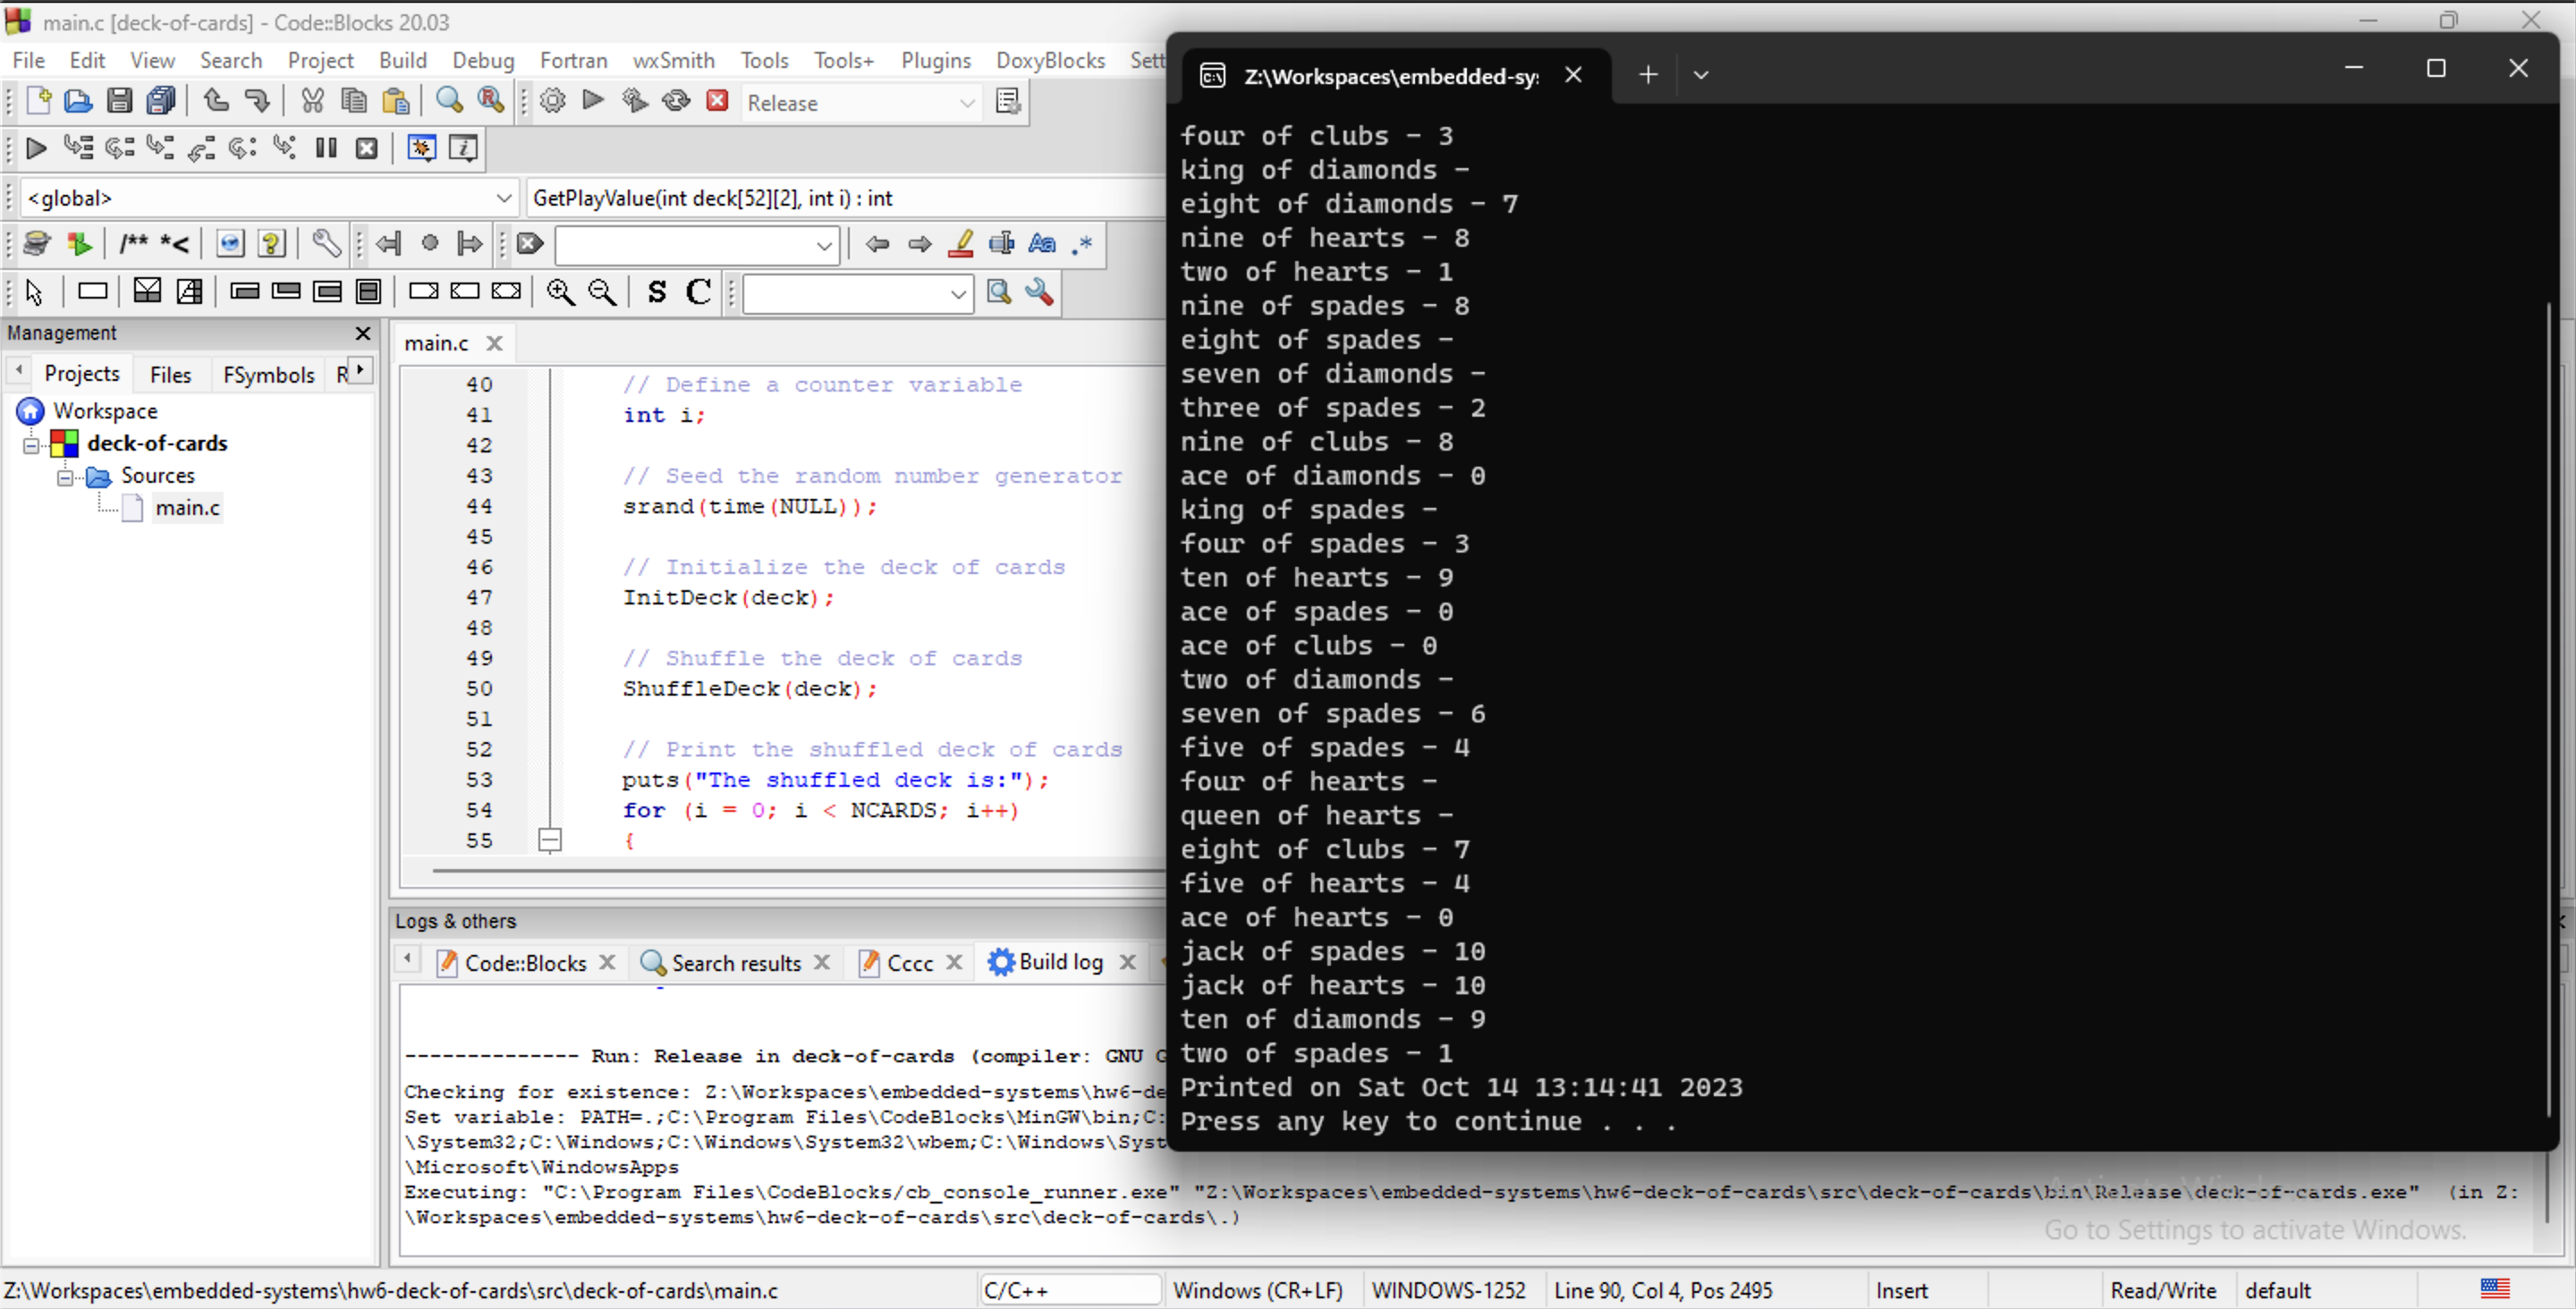 main.c [deck-of-cards] - Code::Blocks 20.03
File Edit View Search Project Build Debug Fortran wxSmith Tools Tools+ Plugins DoxyBlocks Sett
Release
<global>
GetPlayValue(int deck[52][2], int i) : int
/** *<
.*
S C
Management
Projects Files FSymbols R
Workspace
deck-of-cards
Sources
main.c
main.c
40 // Define a counter variable
41 int i;
42
43 // Seed the random number generator
44 srand(time(NULL));
45
46 // Initialize the deck of cards
47 InitDeck(deck);
48
49 // Shuffle the deck of cards
50 ShuffleDeck(deck);
51
52 // Print the shuffled deck of cards
53 puts("The shuffled deck is:");
54 for (i = 0; i < NCARDS; i++)
55 {
Logs & others
Code::Blocks Search results Cccc Build log
-------------- Run: Release in deck-of-cards (compiler: GNU G
Checking for existence: Z:\Workspaces\embedded-systems\hw6-de
Set variable: PATH=.;C:\Program Files\CodeBlocks\MinGW\bin;C:
\System32;C:\Windows;C:\Windows\System32\wbem;C:\Windows\Syst
\Microsoft\WindowsApps
Executing: "C:\Program Files\CodeBlocks/cb_console_runner.exe" "Z:\Workspaces\embedded-systems\hw6-deck-of-cards\src\deck-of-cards\bin\Release\deck-of-cards.exe" (in Z:
\Workspaces\embedded-systems\hw6-deck-of-cards\src\deck-of-cards\.)
Z:\Workspaces\embedded-sy:
four of clubs - 3
king of diamonds -
eight of diamonds - 7
nine of hearts - 8
two of hearts - 1
nine of spades - 8
eight of spades -
seven of diamonds -
three of spades - 2
nine of clubs - 8
ace of diamonds - 0
king of spades -
four of spades - 3
ten of hearts - 9
ace of spades - 0
ace of clubs - 0
two of diamonds -
seven of spades - 6
five of spades - 4
four of hearts -
queen of hearts -
eight of clubs - 7
five of hearts - 4
ace of hearts - 0
jack of spades - 10
jack of hearts - 10
ten of diamonds - 9
two of spades - 1
Printed on Sat Oct 14 13:14:41 2023
Press any key to continue . . .
Activate Windows
Go to Settings to activate Windows.
Z:\Workspaces\embedded-systems\hw6-deck-of-cards\src\deck-of-cards\main.c
C/C++
Windows (CR+LF)
WINDOWS-1252
Line 90, Col 4, Pos 2495
Insert
Read/Write
default